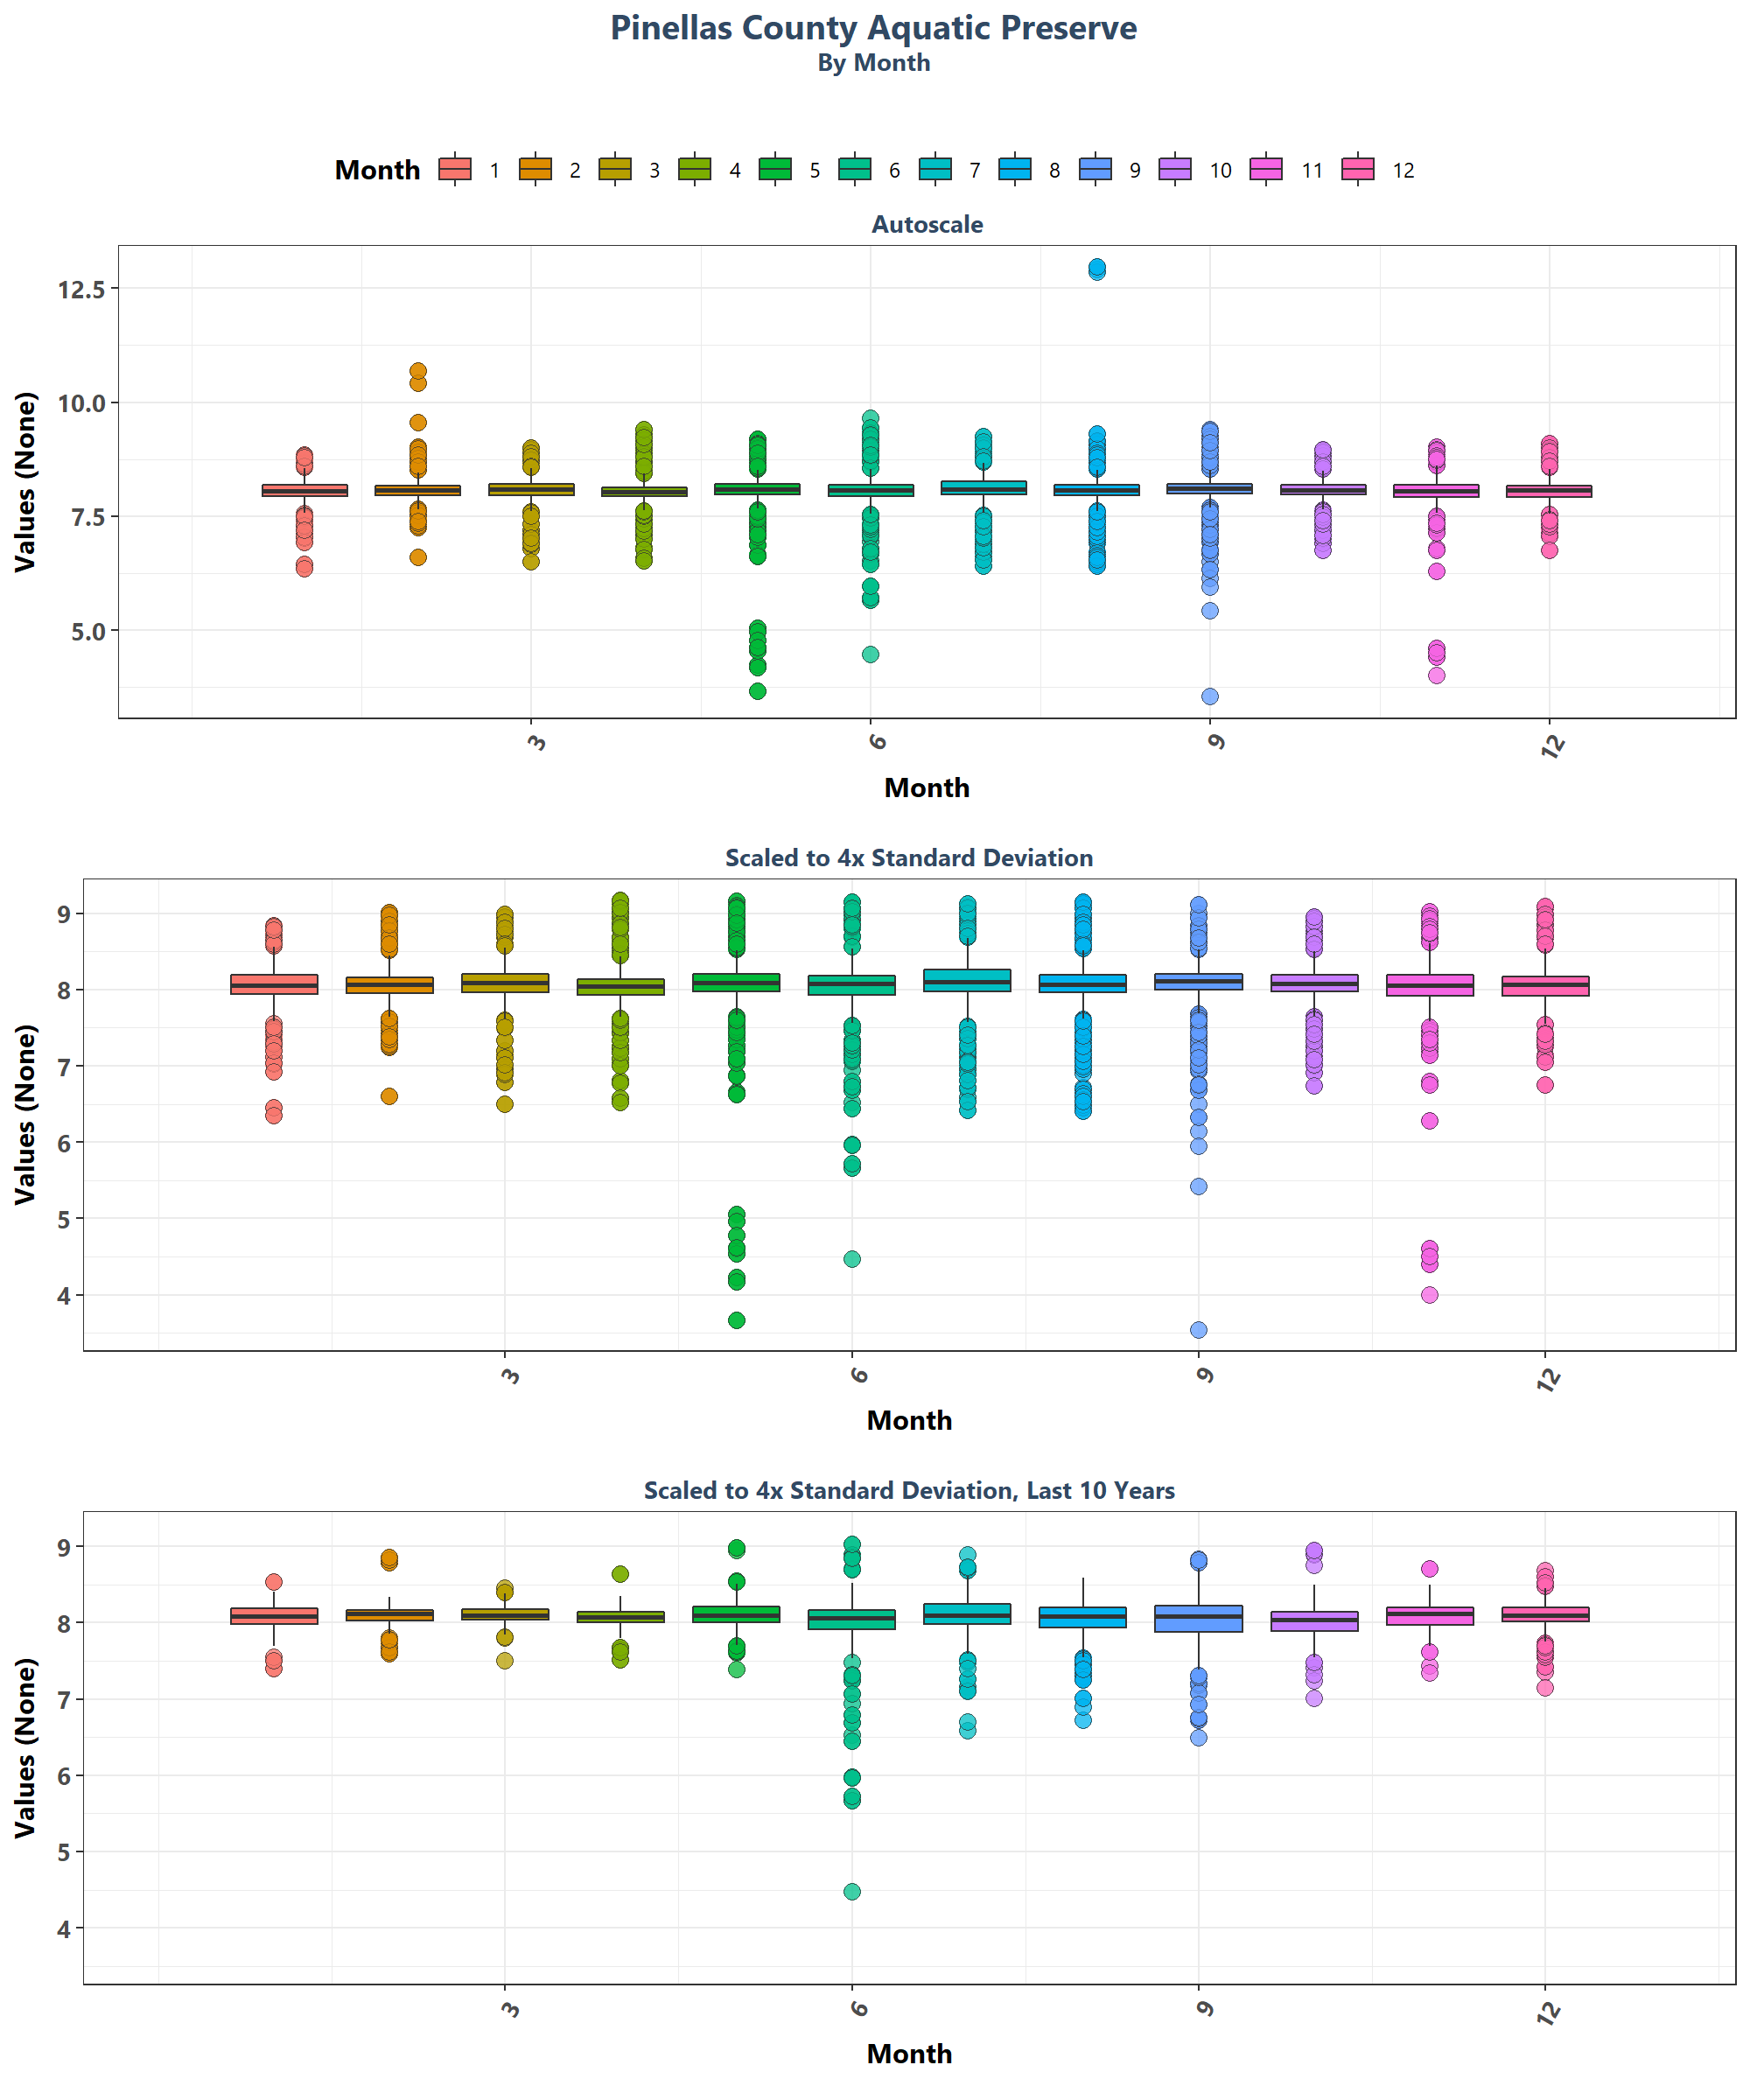 Pinellas County Aquatic Preserve
By Month
Month 1 2 3 4 5 6 7 8 9 10 11 12
Autoscale
Values (None)
12.5
10.0
7.5
5.0
3 6 9 12
Month
Scaled to 4x Standard Deviation
Values (None)
9
8
7
6
5
4
3 6 9 12
Month
Scaled to 4x Standard Deviation, Last 10 Years
Values (None)
9
8
7
6
5
4
3 6 9 12
Month